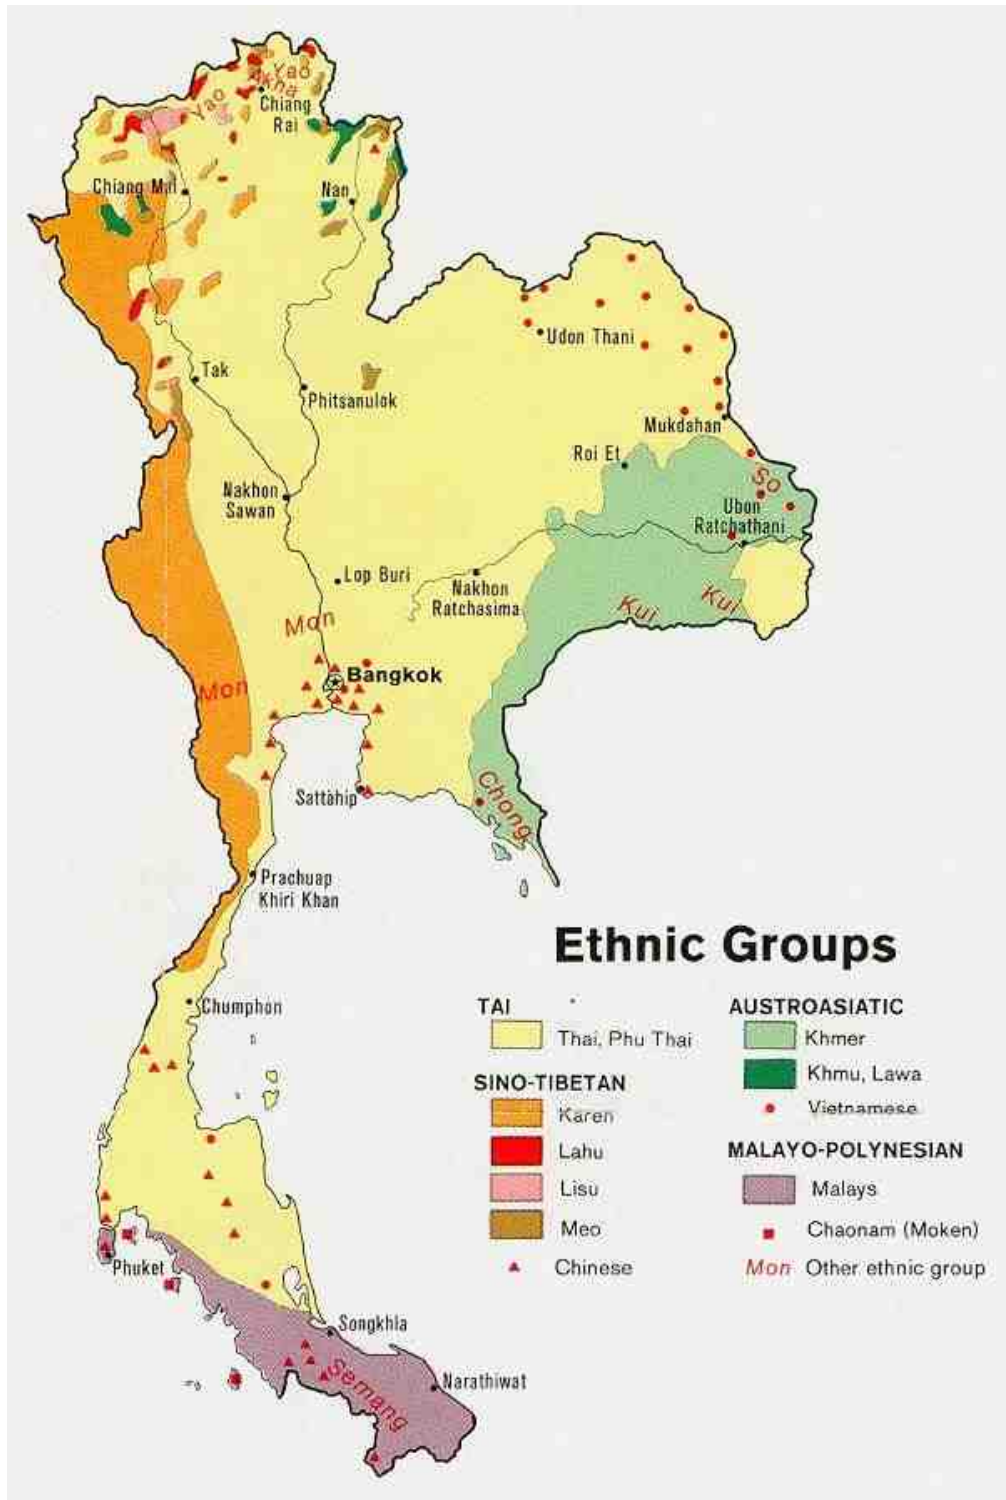 Yao
Akha
Yao
Chiang
Rai
Chiang Mai
Nan
Udon Thani
Tak
Phitsanulok
Mukdahan
Roi Et
So
Nakhon
Sawan
Ubon
Ratchathani
Lop Buri
Nakhon
Ratchasima
Kui
Kui
Mon
Bangkok
Mon
Sattahip
Chong
Prachuap
Khiri Khan
Ethnic Groups
Chumphon
TAI
Thai, Phu Thai
SINO-TIBETAN
Karen
Lahu
Lisu
Meo
Chinese
AUSTROASIATIC
Khmer
Khmu, Lawa
Vietnamese
MALAYO-POLYNESIAN
Malays
Chaonam (Moken)
Mon Other ethnic group
Phuket
Songkhla
Semang
Narathiwat